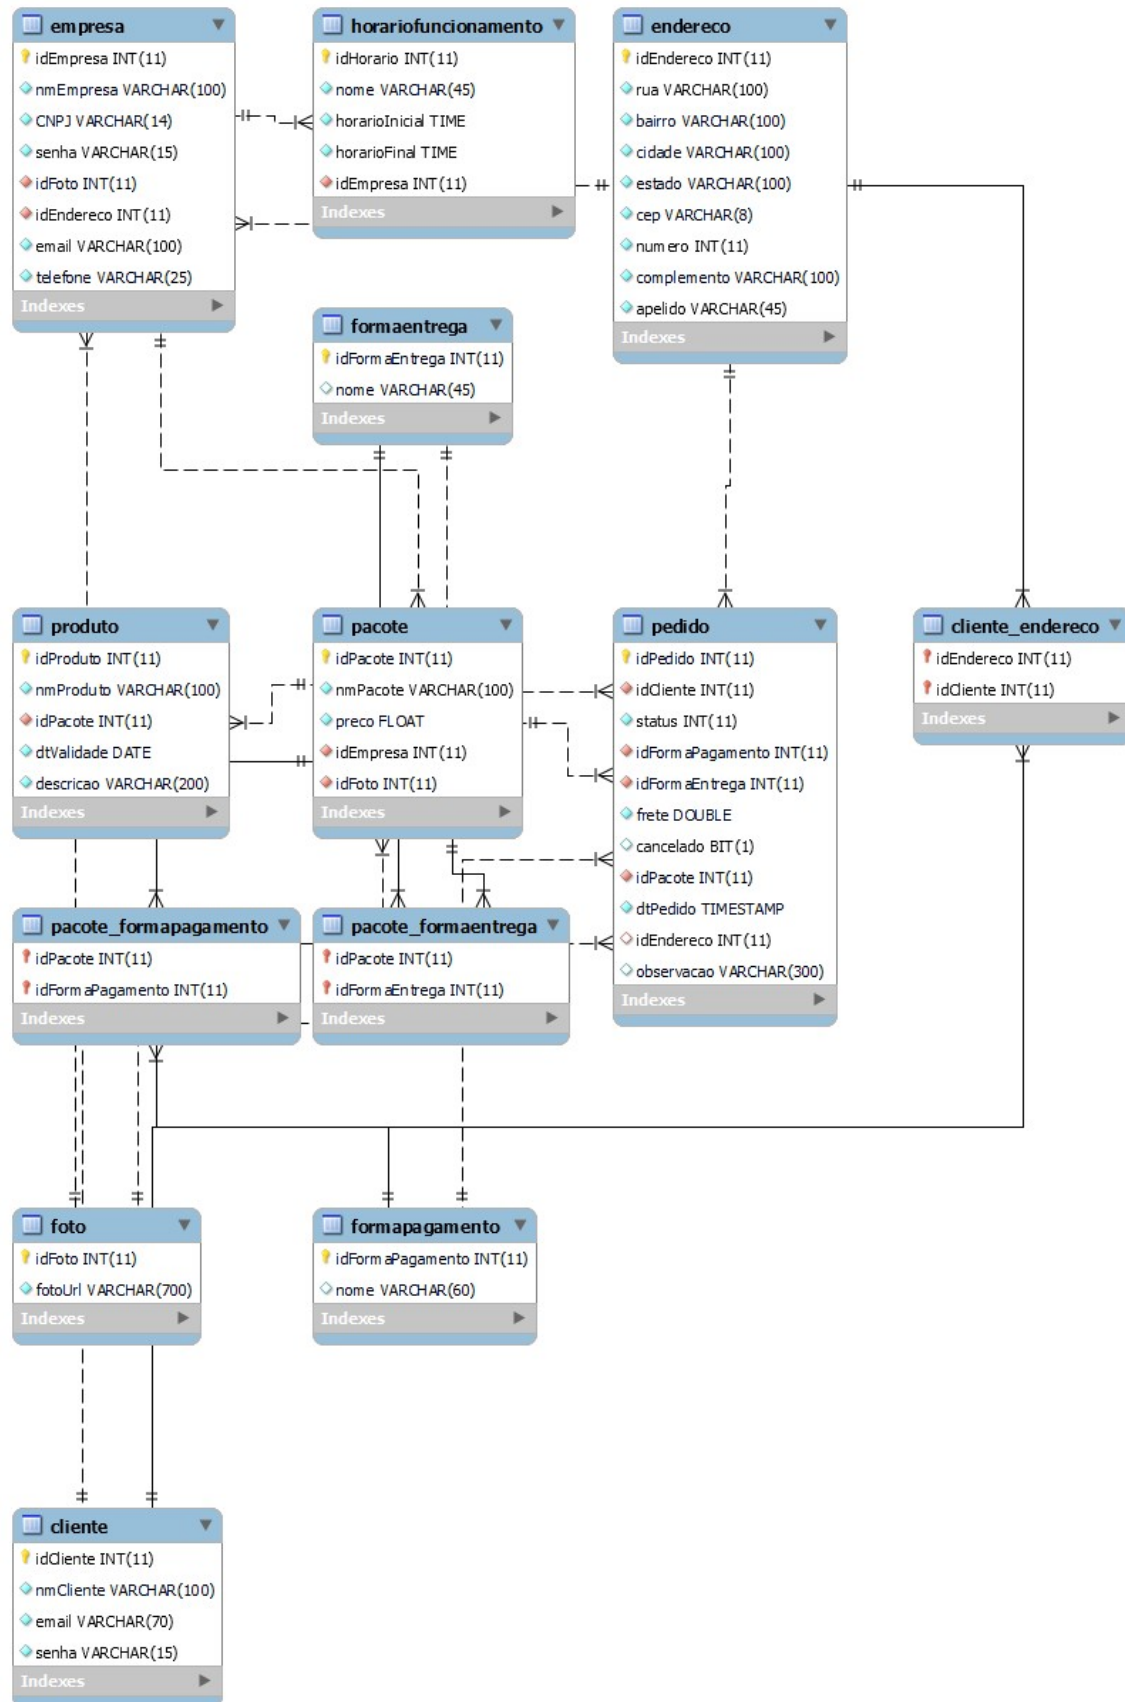 empresa
idEmpresa INT(11)
nmEmpresa VARCHAR(100)
CNPJ VARCHAR(14)
senha VARCHAR(15)
idFoto INT(11)
idEndereco INT(11)
email VARCHAR(100)
telefone VARCHAR(25)
Indexes
horariofuncionamento
idHorario INT(11)
nome VARCHAR(45)
horarioInicial TIME
horarioFinal TIME
idEmpresa INT(11)
Indexes
endereco
idEndereco INT(11)
rua VARCHAR(100)
bairro VARCHAR(100)
cidade VARCHAR(100)
estado VARCHAR(100)
cep VARCHAR(8)
numero INT(11)
complemento VARCHAR(100)
apelido VARCHAR(45)
Indexes
formaentrega
idFormaEntrega INT(11)
nome VARCHAR(45)
Indexes
produto
idProduto INT(11)
nmProduto VARCHAR(100)
idPacote INT(11)
dtValidade DATE
descricao VARCHAR(200)
Indexes
pacote
idPacote INT(11)
nmPacote VARCHAR(100)
preco FLOAT
idEmpresa INT(11)
idFoto INT(11)
Indexes
pedido
idPedido INT(11)
idCliente INT(11)
status INT(11)
idFormaPagamento INT(11)
idFormaEntrega INT(11)
frete DOUBLE
cancelado BIT(1)
idPacote INT(11)
dtPedido TIMESTAMP
idEndereco INT(11)
observacao VARCHAR(300)
Indexes
cliente_endereco
idEndereco INT(11)
idCliente INT(11)
Indexes
pacote_formapagamento
idPacote INT(11)
idFormaPagamento INT(11)
Indexes
pacote_formaentrega
idPacote INT(11)
idFormaEntrega INT(11)
Indexes
foto
idFoto INT(11)
fotoUrl VARCHAR(700)
Indexes
formapagamento
idFormaPagamento INT(11)
nome VARCHAR(60)
Indexes
cliente
idCliente INT(11)
nmCliente VARCHAR(100)
email VARCHAR(70)
senha VARCHAR(15)
Indexes